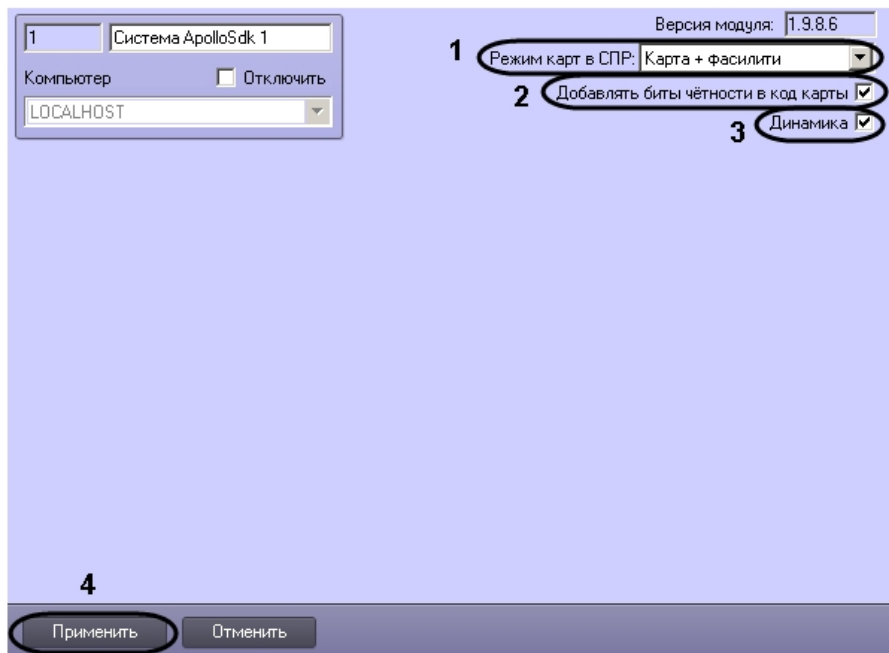 1 Система ApolloSdk 1
Компьютер Отключить
LOCALHOST
Версия модуля: 1.9.8.6
1 Режим карт в СПР: Карта + фасилити
2 Добавлять биты чётности в код карты
3 Динамика
4
Применить Отменить